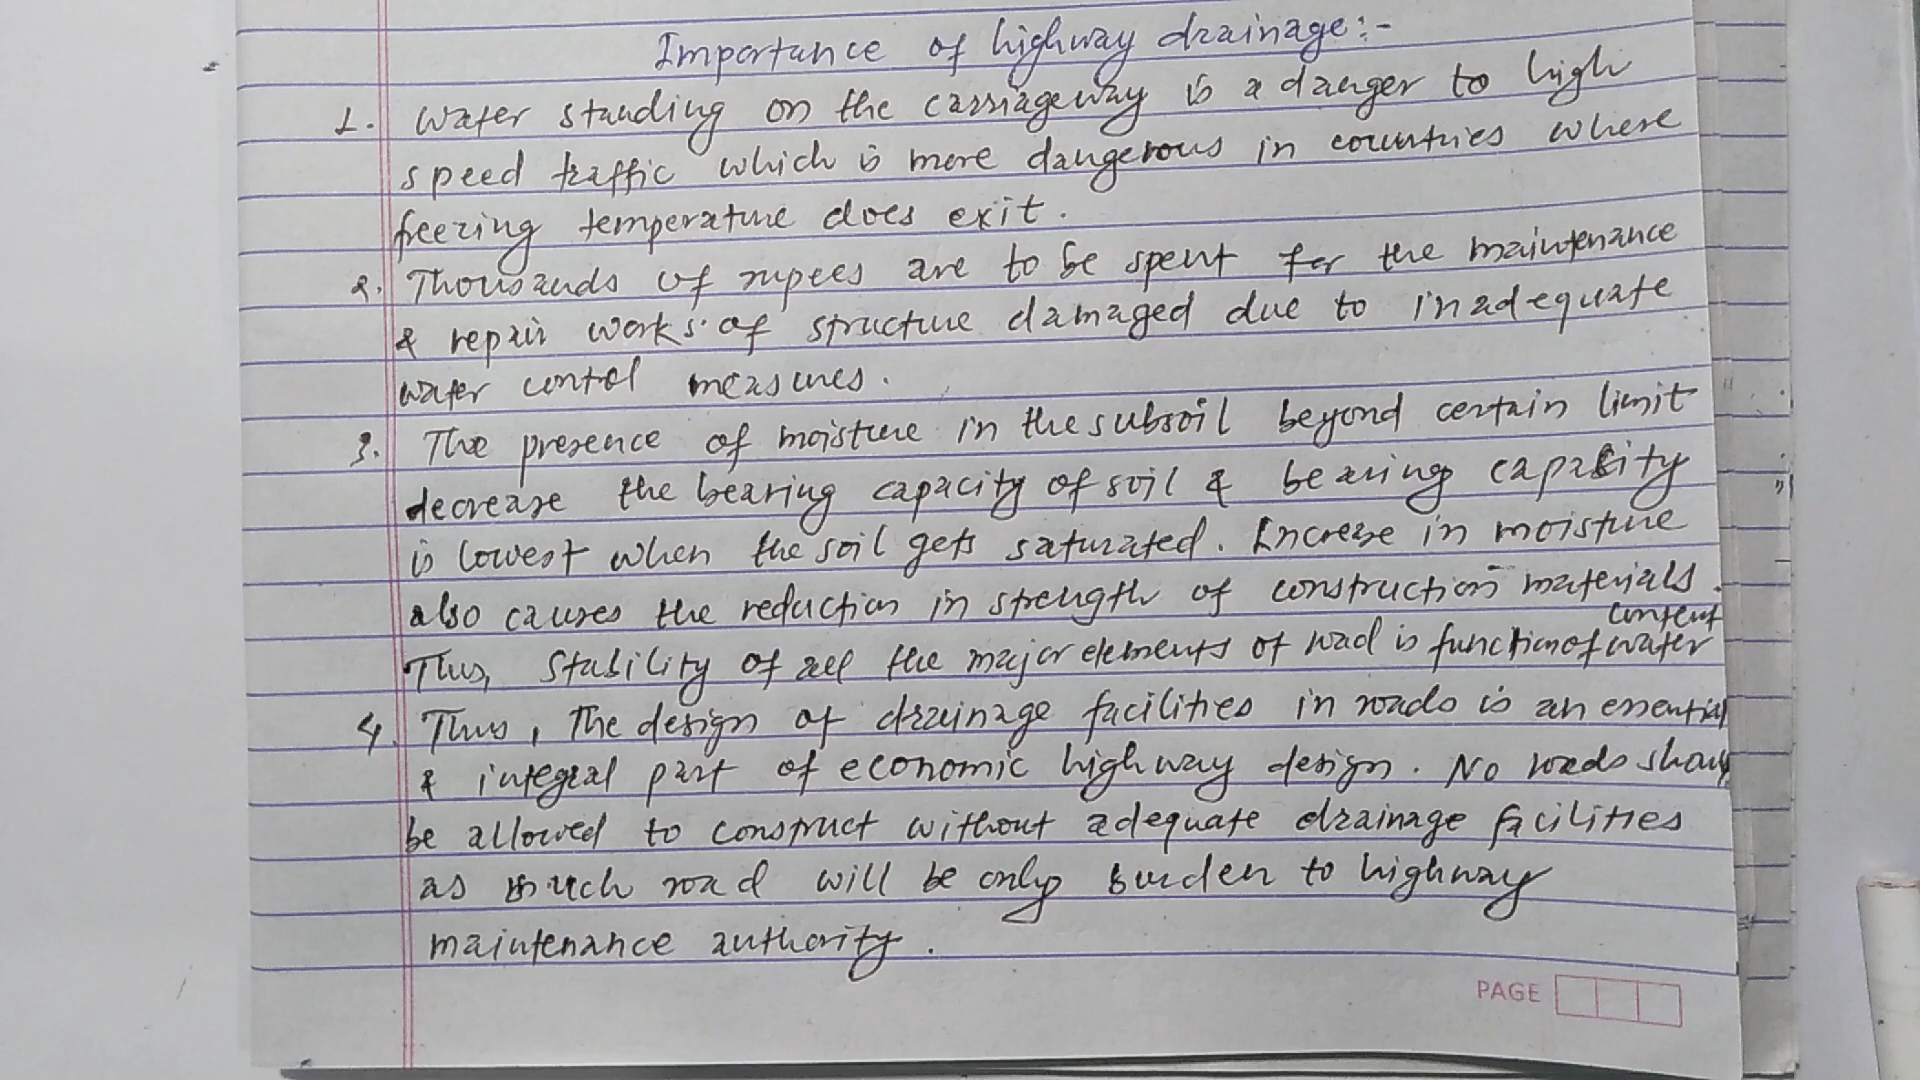 Importance of highway drainage:-
1. Water standing on the carriageway is a danger to high
speed traffic which is more dangerous in countries where
freezing temperature does exit.
2. Thousands of rupees are to be spent for the maintenance
& repair works of structure damaged due to inadequate
water contol measures.
3. The presence of moisture in the subsoil beyond certain limit
decrease the bearing capacity of soil & bearing capacity
is lowest when the soil gets saturated. Increase in moisture
also causes the reduction in strength of construction materials.
Thus, Stability of all the major elements of road is function of water content
4. Thus, The design of drainage facilities in roads is an essential
& integral part of economic highway design. No roads should
be allowed to construct without adequate drainage facilities
as such road will be only burden to highway
maintenance authority.
PAGE